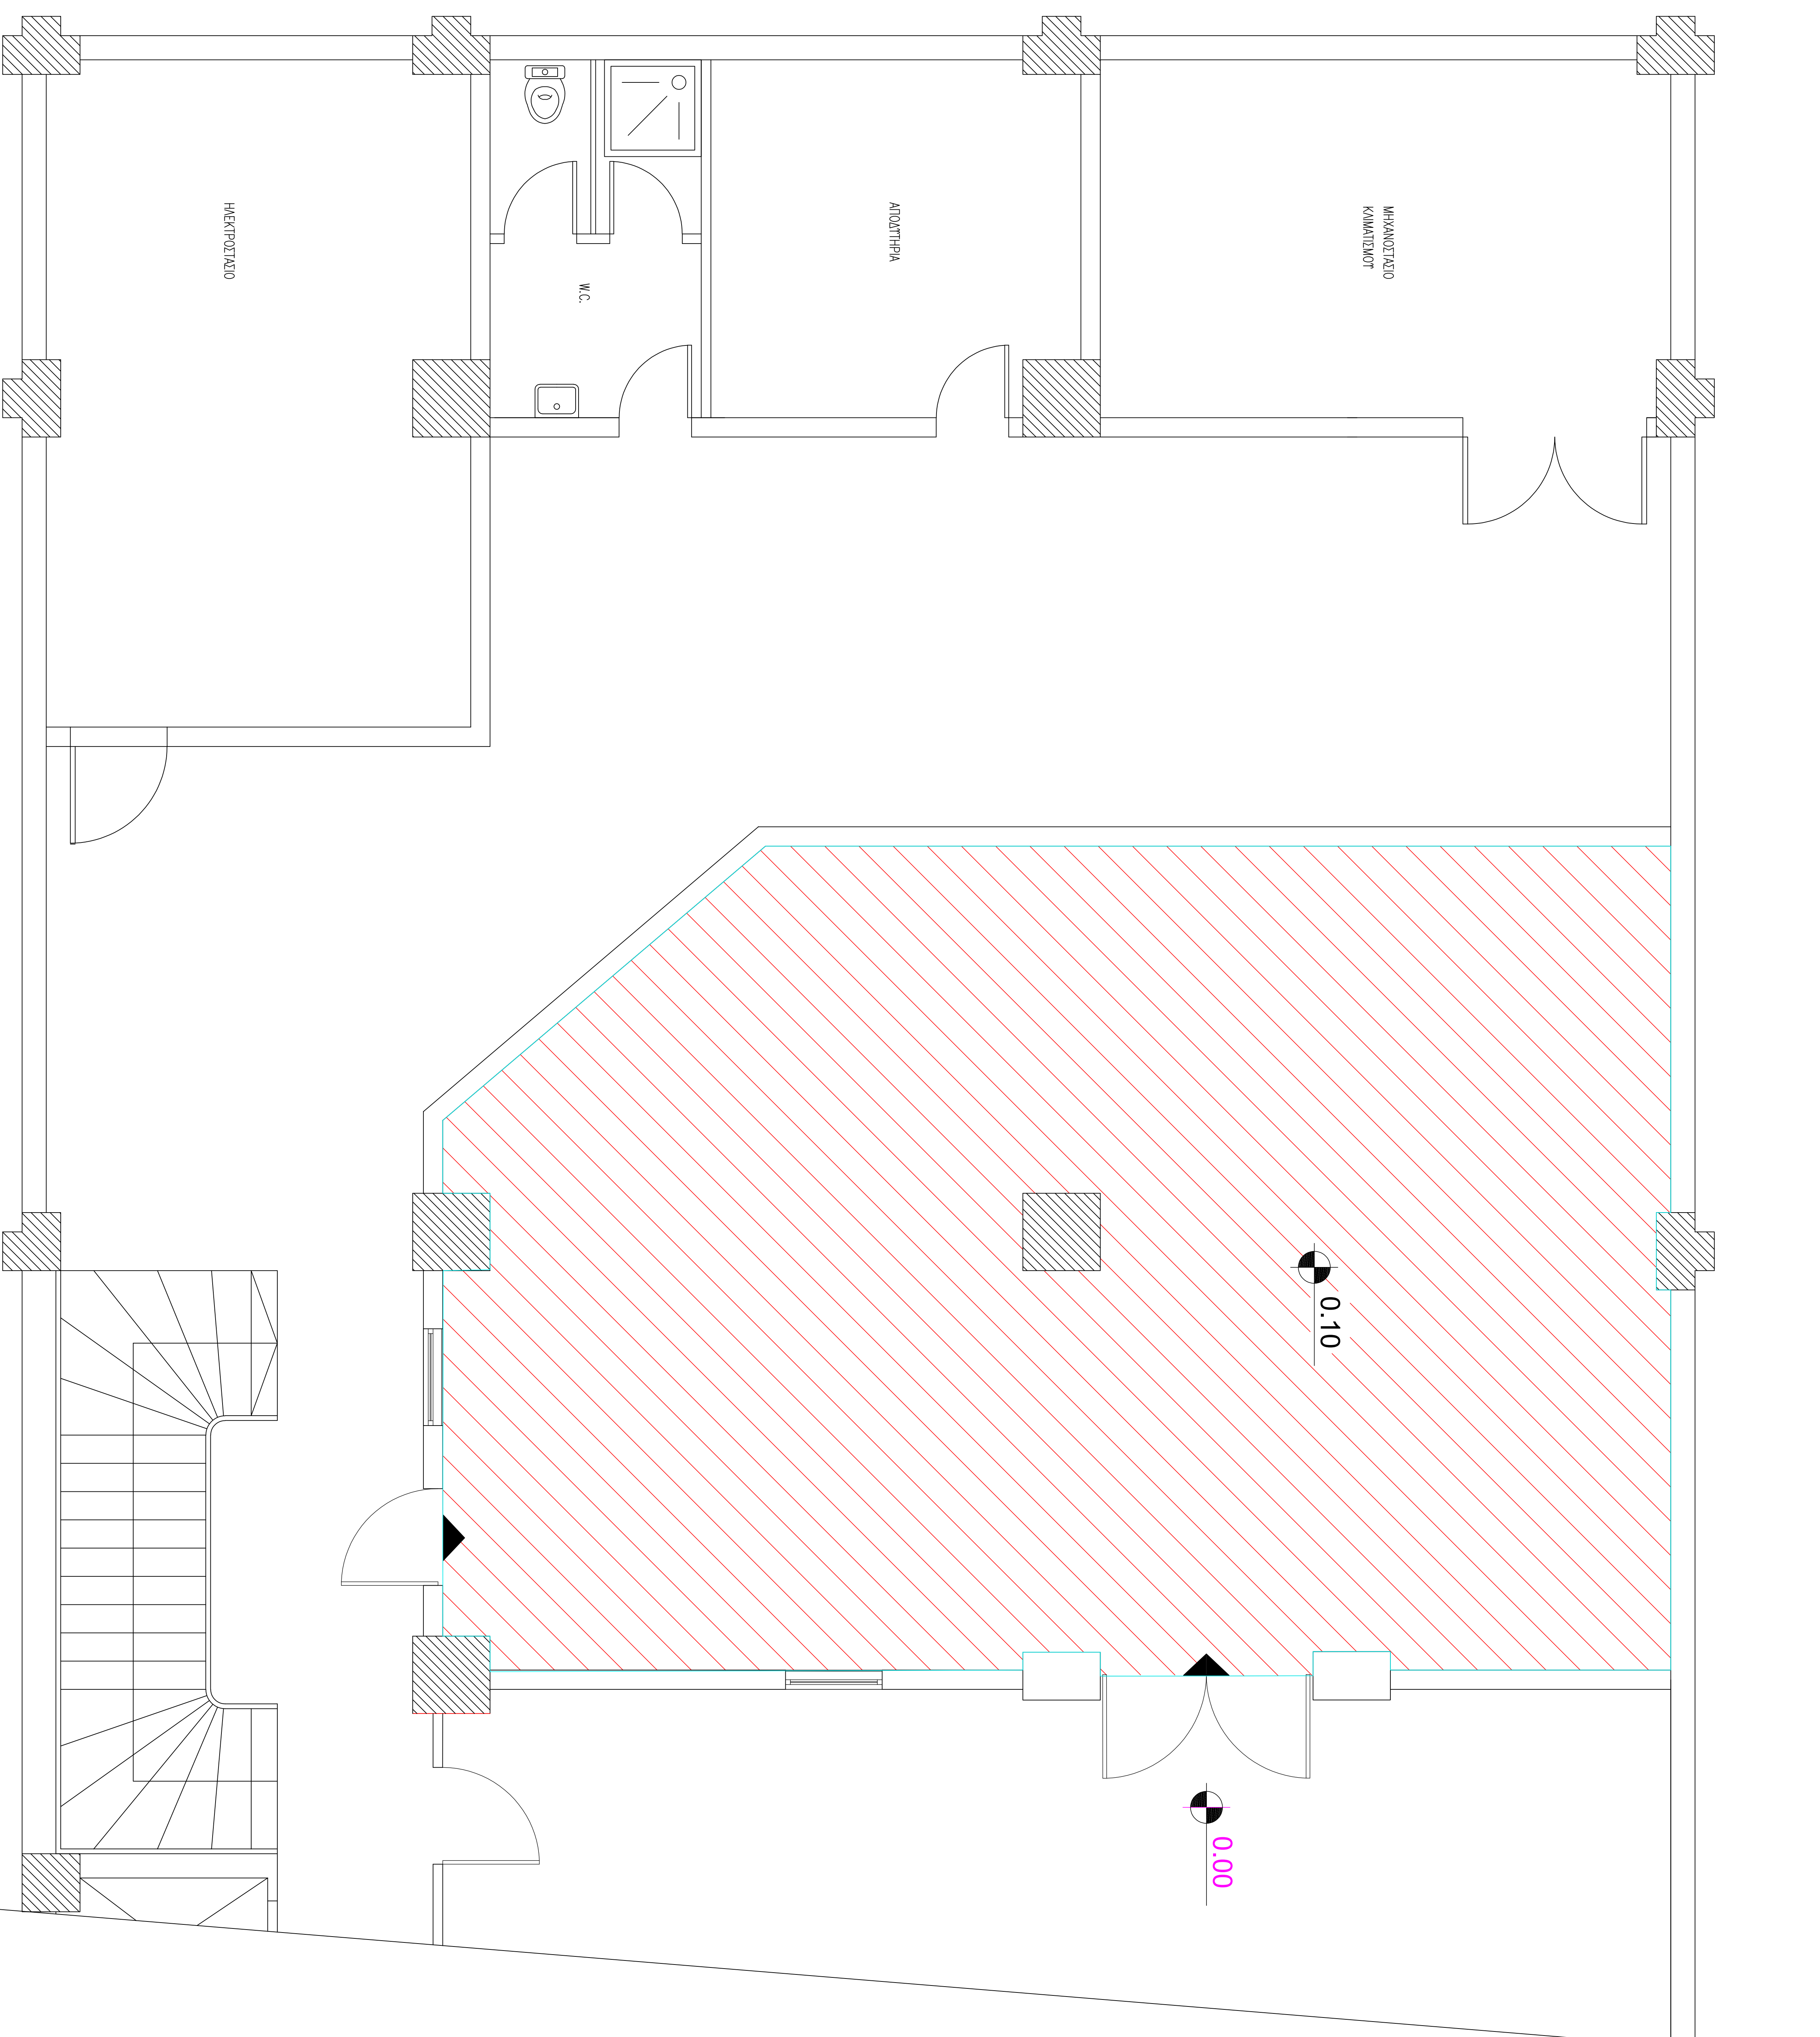 ΗΛΕΚΤΡΟΣΤΑΣΙΟ
W.C.
ΑΠΟΔΥΤΗΡΙΑ
ΜΗΧΑΝΟΣΤΑΣΙΟ
ΚΛΙΜΑΤΙΣΜΟΥ
0.10
0.00